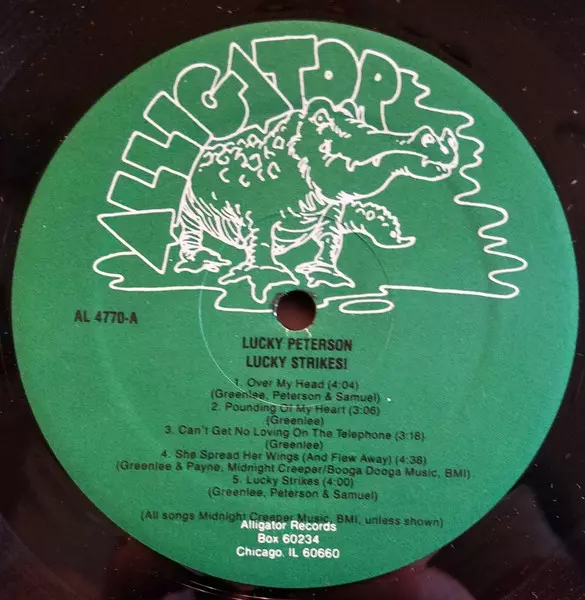 ALLIGATOR
AL 4770-A
LUCKY PETERSON
LUCKY STRIKES!
1. Over My Head (4:04)
(Greenlee, Peterson & Samuel)
2. Pounding Of My Heart (3:06)
(Greenlee)
3. Can't Get No Loving On The Telephone (3:18)
(Greenlee)
4. She Spread Her Wings (And Flew Away) (4:38)
(Greenlee & Payne, Midnight Creeper/Booga Dooga Music, BMI)
5. Lucky Strikes (4:00)
(Greenlee, Peterson & Samuel)
(All songs Midnight Creeper Music, BMI, unless shown)
Alligator Records
Box 60234
Chicago, IL 60660